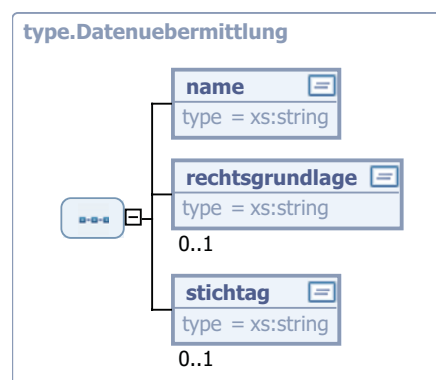 type.Datenuebermittlung
name
type = xs:string
rechtsgrundlage
type = xs:string
0..1
stichtag
type = xs:string
0..1